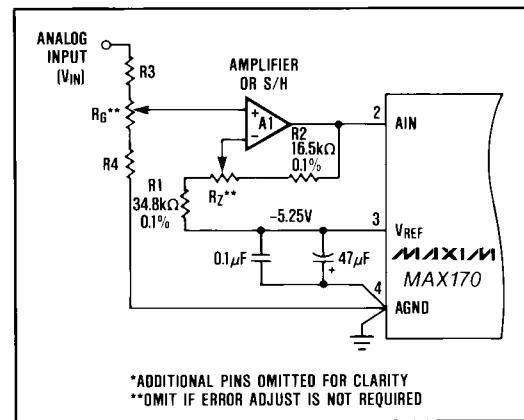 ANALOG
INPUT
(VIN)
R3
RG**
R4
AMPLIFIER
OR S/H
+
A1
−
R2
16.5kΩ
0.1%
2
AIN
R1
34.8kΩ
0.1%
RZ**
−5.25V
3
VREF
0.1μF
47μF
+
MAXIM
MAX170
4
AGND
*ADDITIONAL PINS OMITTED FOR CLARITY
**OMIT IF ERROR ADJUST IS NOT REQUIRED